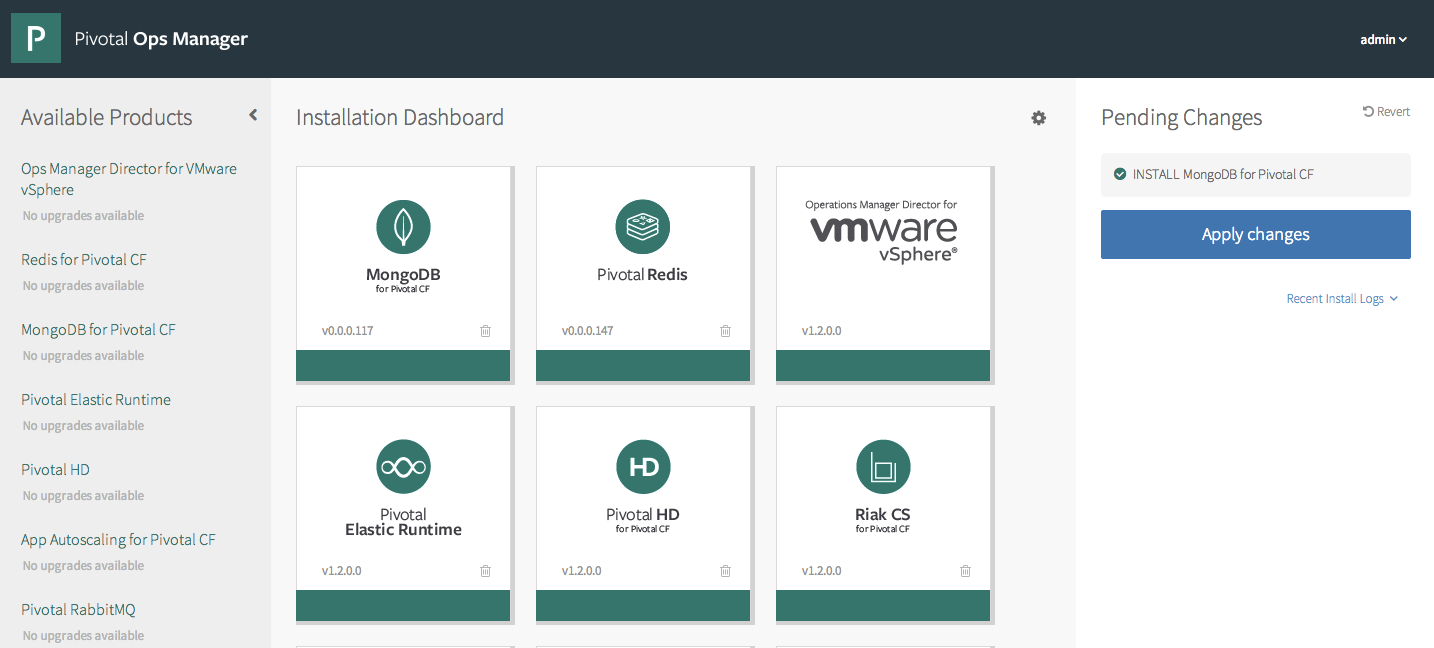 P
Pivotal Ops Manager
admin
Available Products
Ops Manager Director for VMware
vSphere
No upgrades available
Redis for Pivotal CF
No upgrades available
MongoDB for Pivotal CF
No upgrades available
Pivotal Elastic Runtime
No upgrades available
Pivotal HD
No upgrades available
App Autoscaling for Pivotal CF
No upgrades available
Pivotal RabbitMQ
No upgrades available
Installation Dashboard
MongoDB
for Pivotal CF
v0.0.0.117
Pivotal Redis
v0.0.0.147
Operations Manager Director for
vmware
vSphere®
v1.2.0.0
Pivotal
Elastic Runtime
v1.2.0.0
HD
Pivotal HD
for Pivotal CF
v1.2.0.0
Riak CS
for Pivotal CF
v1.2.0.0
Pending Changes
Revert
INSTALL MongoDB for Pivotal CF
Apply changes
Recent Install Logs